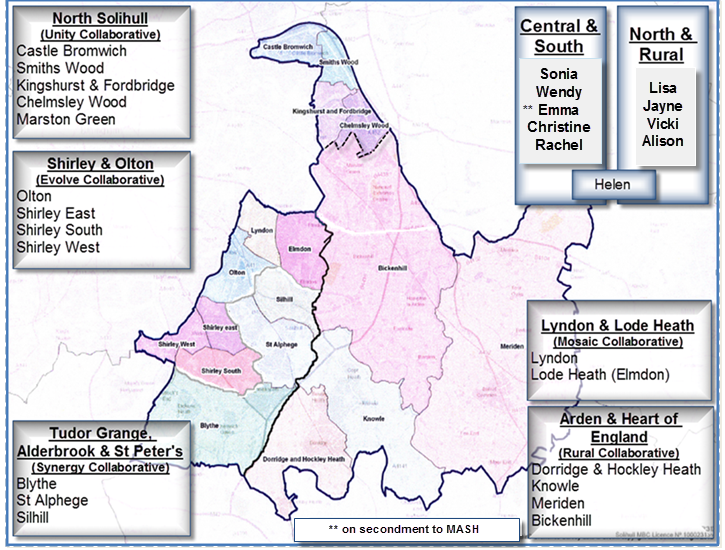 North Solihull
(Unity Collaborative)
Castle Bromwich
Smiths Wood
Kingshurst & Fordbridge
Chelmsley Wood
Marston Green
Shirley & Olton
(Evolve Collaborative)
Olton
Shirley East
Shirley South
Shirley West
Tudor Grange,
Alderbrook & St Peter's
(Synergy Collaborative)
Blythe
St Alphege
Silhill
Central &
South
Sonia
Wendy
** Emma
Christine
Rachel
North &
Rural
Lisa
Jayne
Vicki
Alison
Helen
Lyndon & Lode Heath
(Mosaic Collaborative)
Lyndon
Lode Heath (Elmdon)
Arden & Heart of
England
(Rural Collaborative)
Dorridge & Hockley Heath
Knowle
Meriden
Bickenhill
Castle Bromwich
Smiths Wood
Kingshurst and Fordbridge
Chelmsley Wood
Lyndon
Elmdon
Bickenhill
Olton
Silhill
Shirley east
Shirley West
St Alphege
Meriden
Shirley South
Knowle
Blythe
Dorridge and Hockley Heath
** on secondment to MASH